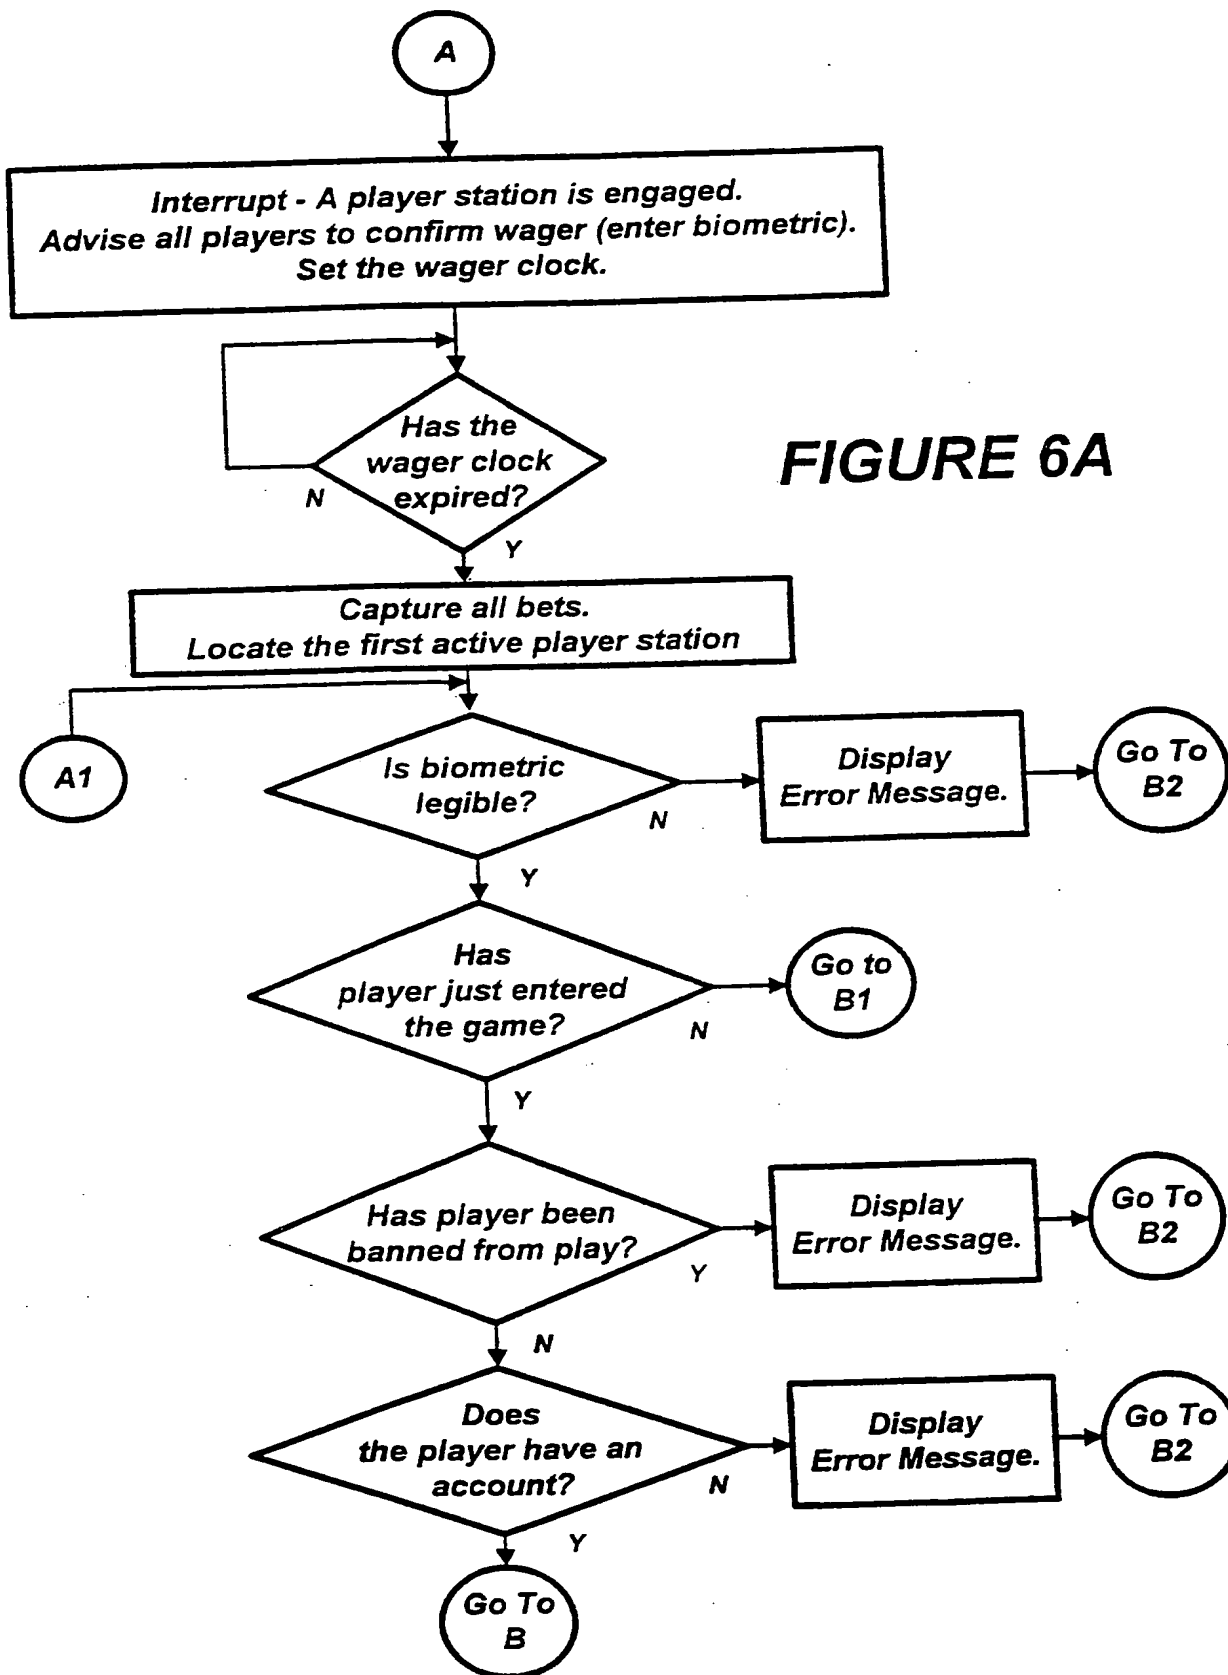 A
Interrupt - A player station is engaged.
Advise all players to confirm wager (enter biometric).
Set the wager clock.
Has the
wager clock
expired?
N
Y
FIGURE 6A
Capture all bets.
Locate the first active player station
A1
Is biometric
legible?
N
Y
Display
Error Message.
Go To
B2
Has
player just entered
the game?
N
Y
Go to
B1
Has player been
banned from play?
Y
N
Display
Error Message.
Go To
B2
Does
the player have an
account?
N
Y
Display
Error Message.
Go To
B2
Go To
B